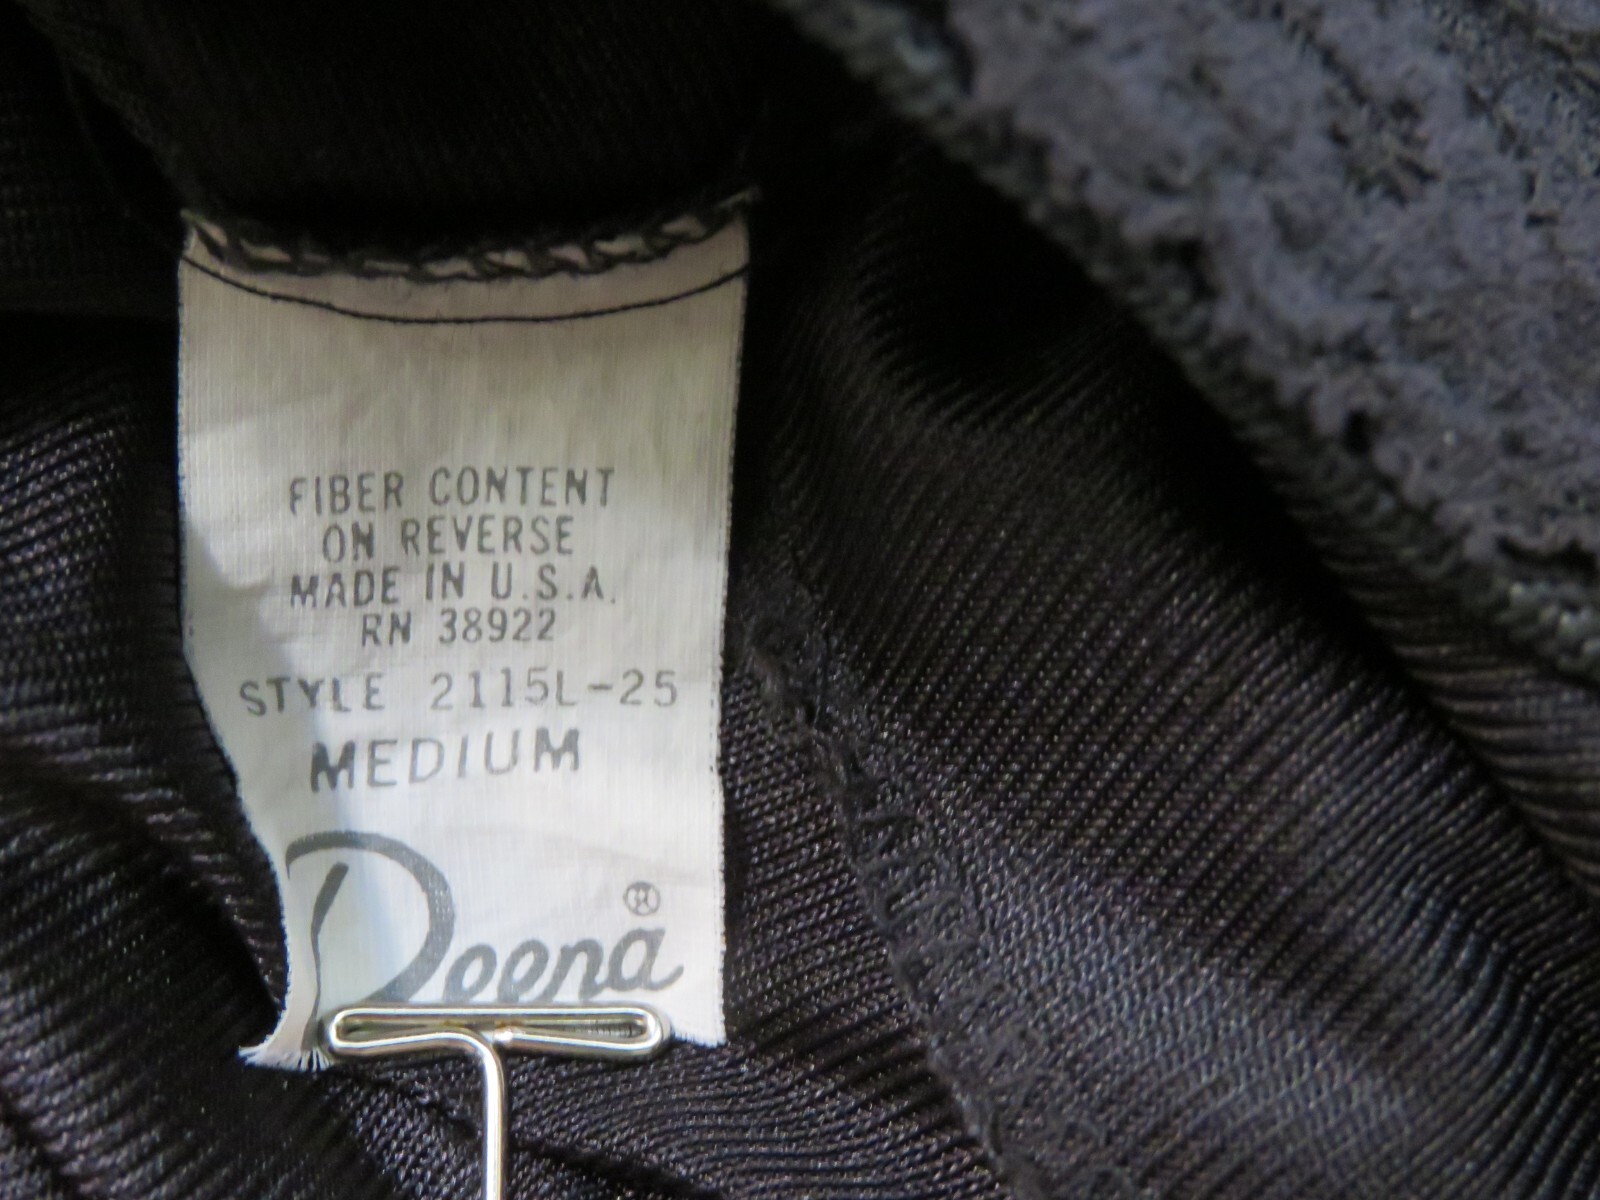 FIBER CONTENT
ON REVERSE
MADE IN U.S.A.
RN 38922
STYLE 2115L-25
MEDIUM
Deena®